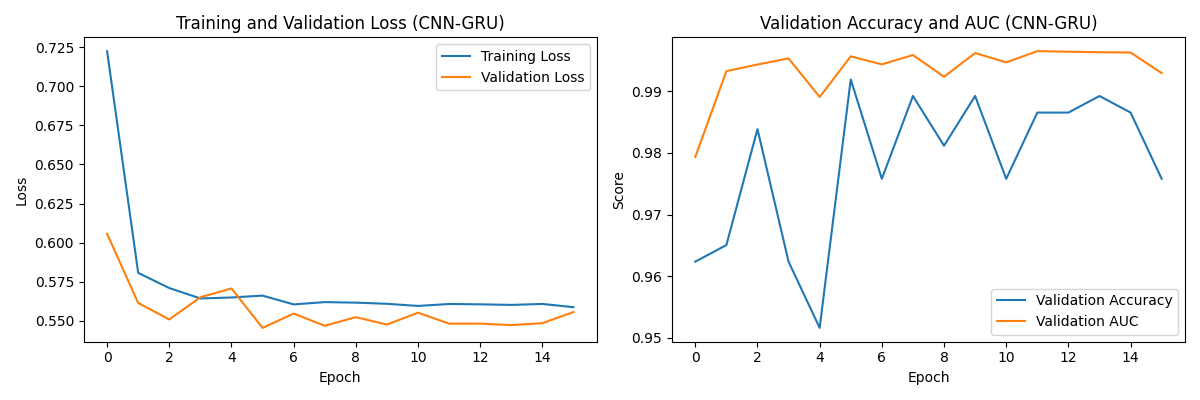 Training and Validation Loss (CNN-GRU)
Training Loss
Validation Loss
0.725
0.700
0.675
0.650
0.625
0.600
0.575
0.550
Loss
0 2 4 6 8 10 12 14
Epoch
Validation Accuracy and AUC (CNN-GRU)
0.99
0.98
0.97
0.96
0.95
Score
Validation Accuracy
Validation AUC
0 2 4 6 8 10 12 14
Epoch